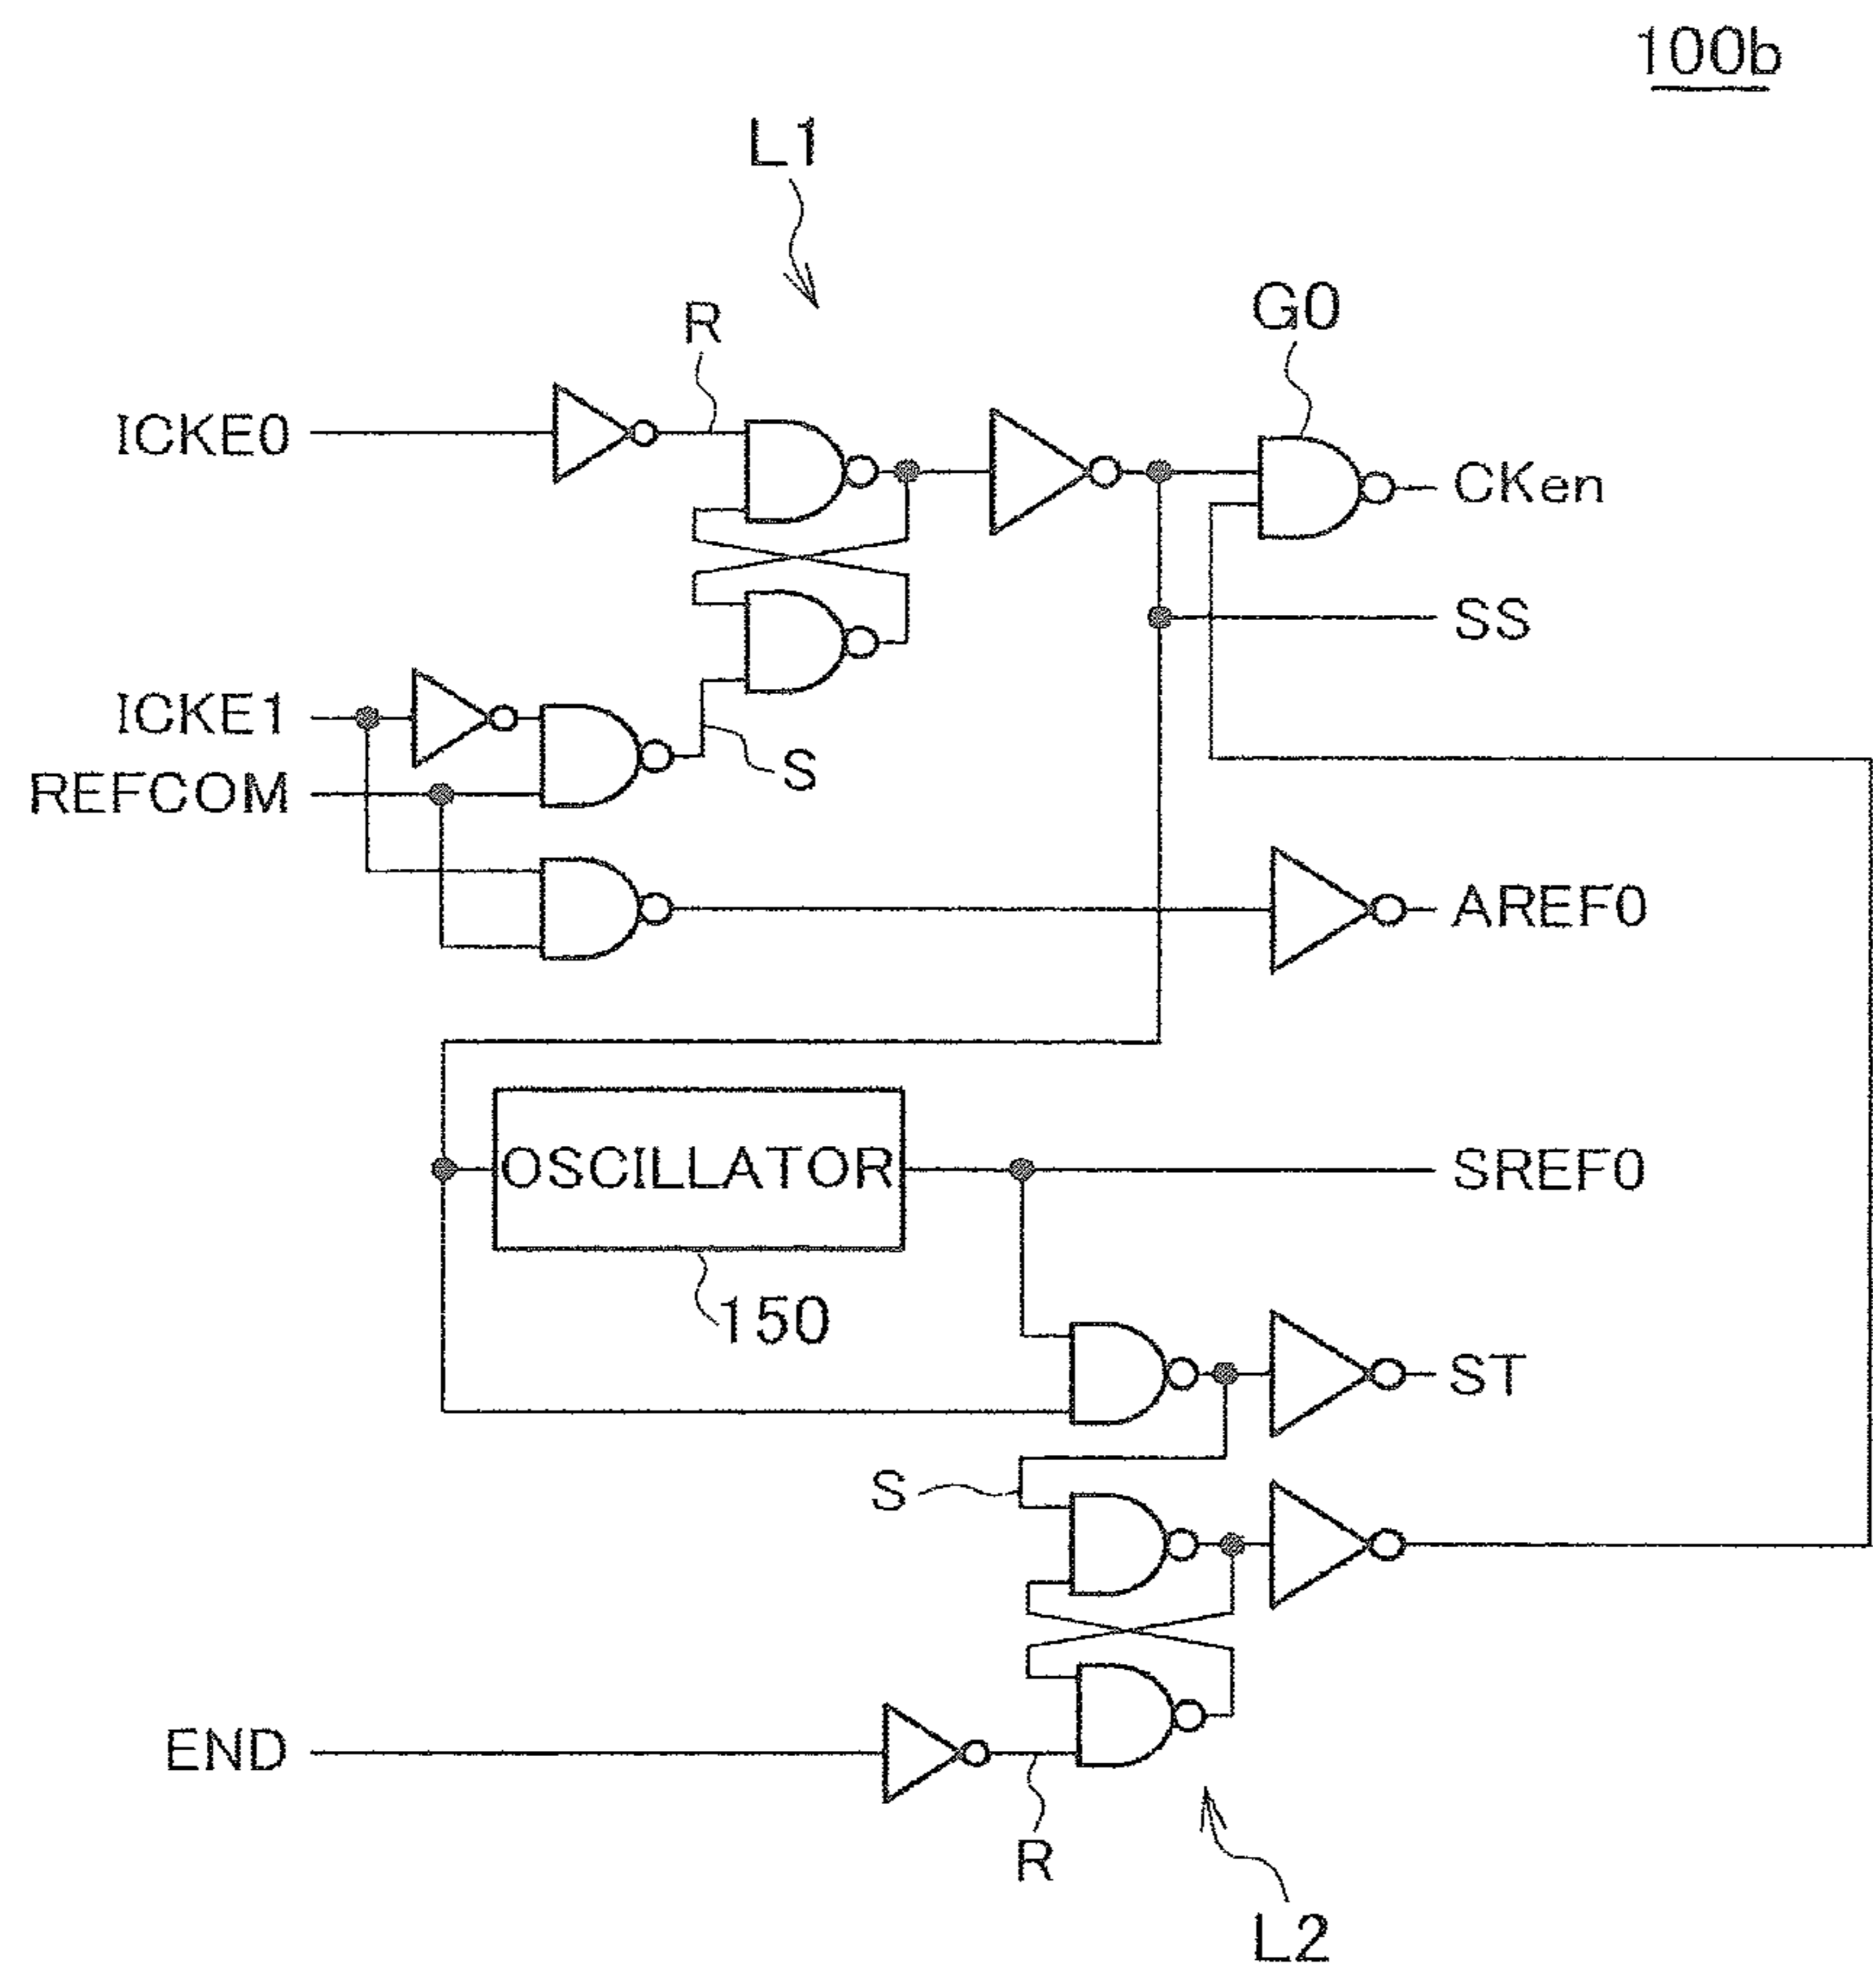 100b
L1
G0
R
ICKE0
CKen
SS
ICKE1
S
REFCOM
AREF0
OSCILLATOR
SREF0
150
ST
S
END
R
L2